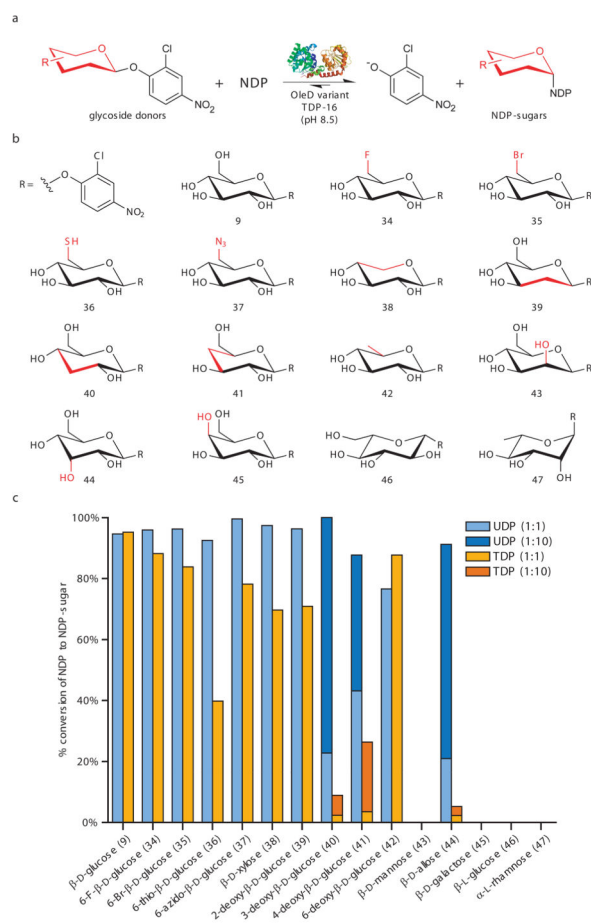 a
R
O
O
Cl
NO₂
glycoside donors
+
NDP
OleD variant
TDP-16
(pH 8.5)
⁻O
Cl
NO₂
+
R
O
NDP
NDP-sugars
b
R =
O
Cl
NO₂
OH
HO
HO
O
OH
R
9
F
HO
HO
O
OH
R
34
Br
HO
HO
O
OH
R
35
SH
HO
HO
O
OH
R
36
N₃
HO
HO
O
OH
R
37
HO
HO
O
OH
R
38
OH
HO
HO
O
R
39
OH
HO
O
OH
R
40
OH
HO
O
OH
R
41
HO
HO
O
OH
R
42
OH
HO
HO
HO
O
R
43
OH
HO
HO
O
OH
R
44
HO
OH
HO
O
OH
R
45
HO
HO
OH
O
OH
R
46
R
O
HO
HO
OH
47
c
% conversion of NDP to NDP-sugar
100%
80%
60%
40%
20%
0%
UDP (1:1)
UDP (1:10)
TDP (1:1)
TDP (1:10)
β-D-glucose (9)
6-F-β-D-glucose (34)
6-Br-β-D-glucose (35)
6-thio-β-D-glucose (36)
6-azido-β-D-glucose (37)
β-D-xylose (38)
2-deoxy-β-D-glucose (39)
3-deoxy-β-D-glucose (40)
4-deoxy-β-D-glucose (41)
6-deoxy-β-D-glucose (42)
β-D-mannose (43)
β-D-allose (44)
β-D-galactose (45)
β-L-glucose (46)
α-L-rhamnose (47)